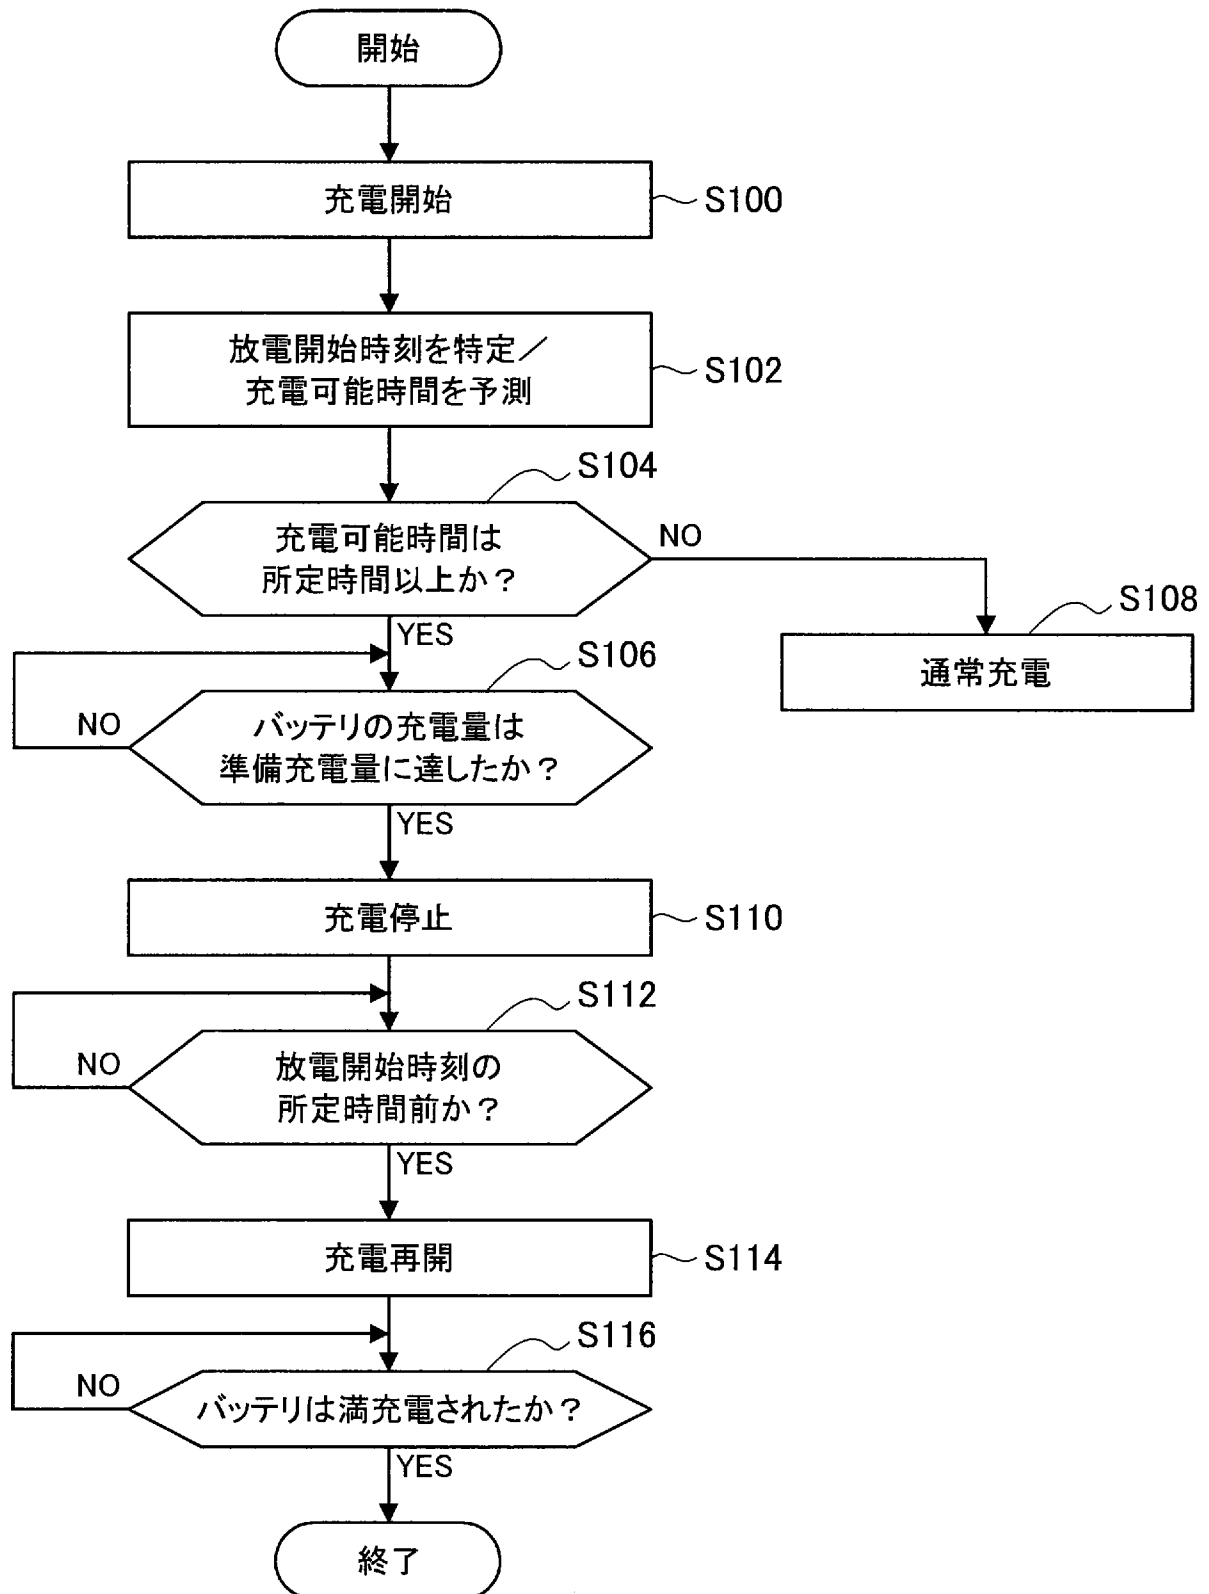 開始
充電開始
S100
放電開始時刻を特定／
充電可能時間を予測
S102
S104
充電可能時間は
所定時間以上か？
NO
YES
S108
通常充電
S106
バッテリの充電量は
準備充電量に達したか？
NO
YES
充電停止
S110
S112
放電開始時刻の
所定時間前か？
NO
YES
充電再開
S114
S116
バッテリは満充電されたか？
NO
YES
終了